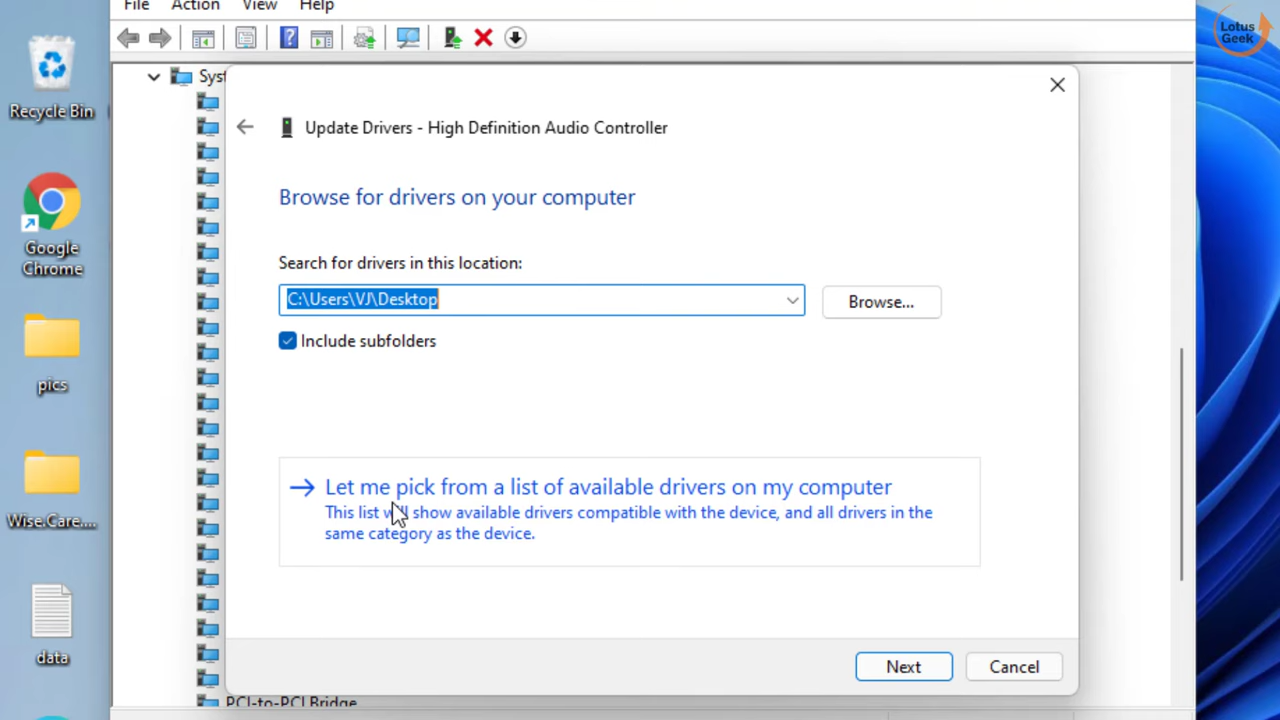 File Action View Help
Lotus
Geek
Syst
Recycle Bin
Update Drivers - High Definition Audio Controller
Browse for drivers on your computer
Google
Chrome
Search for drivers in this location:
C:\Users\VJ\Desktop
Browse...
Include subfolders
pics
Let me pick from a list of available drivers on my computer
This list will show available drivers compatible with the device, and all drivers in the
same category as the device.
Wise.Care....
data
Next Cancel
PCI-to-PCI Bridge